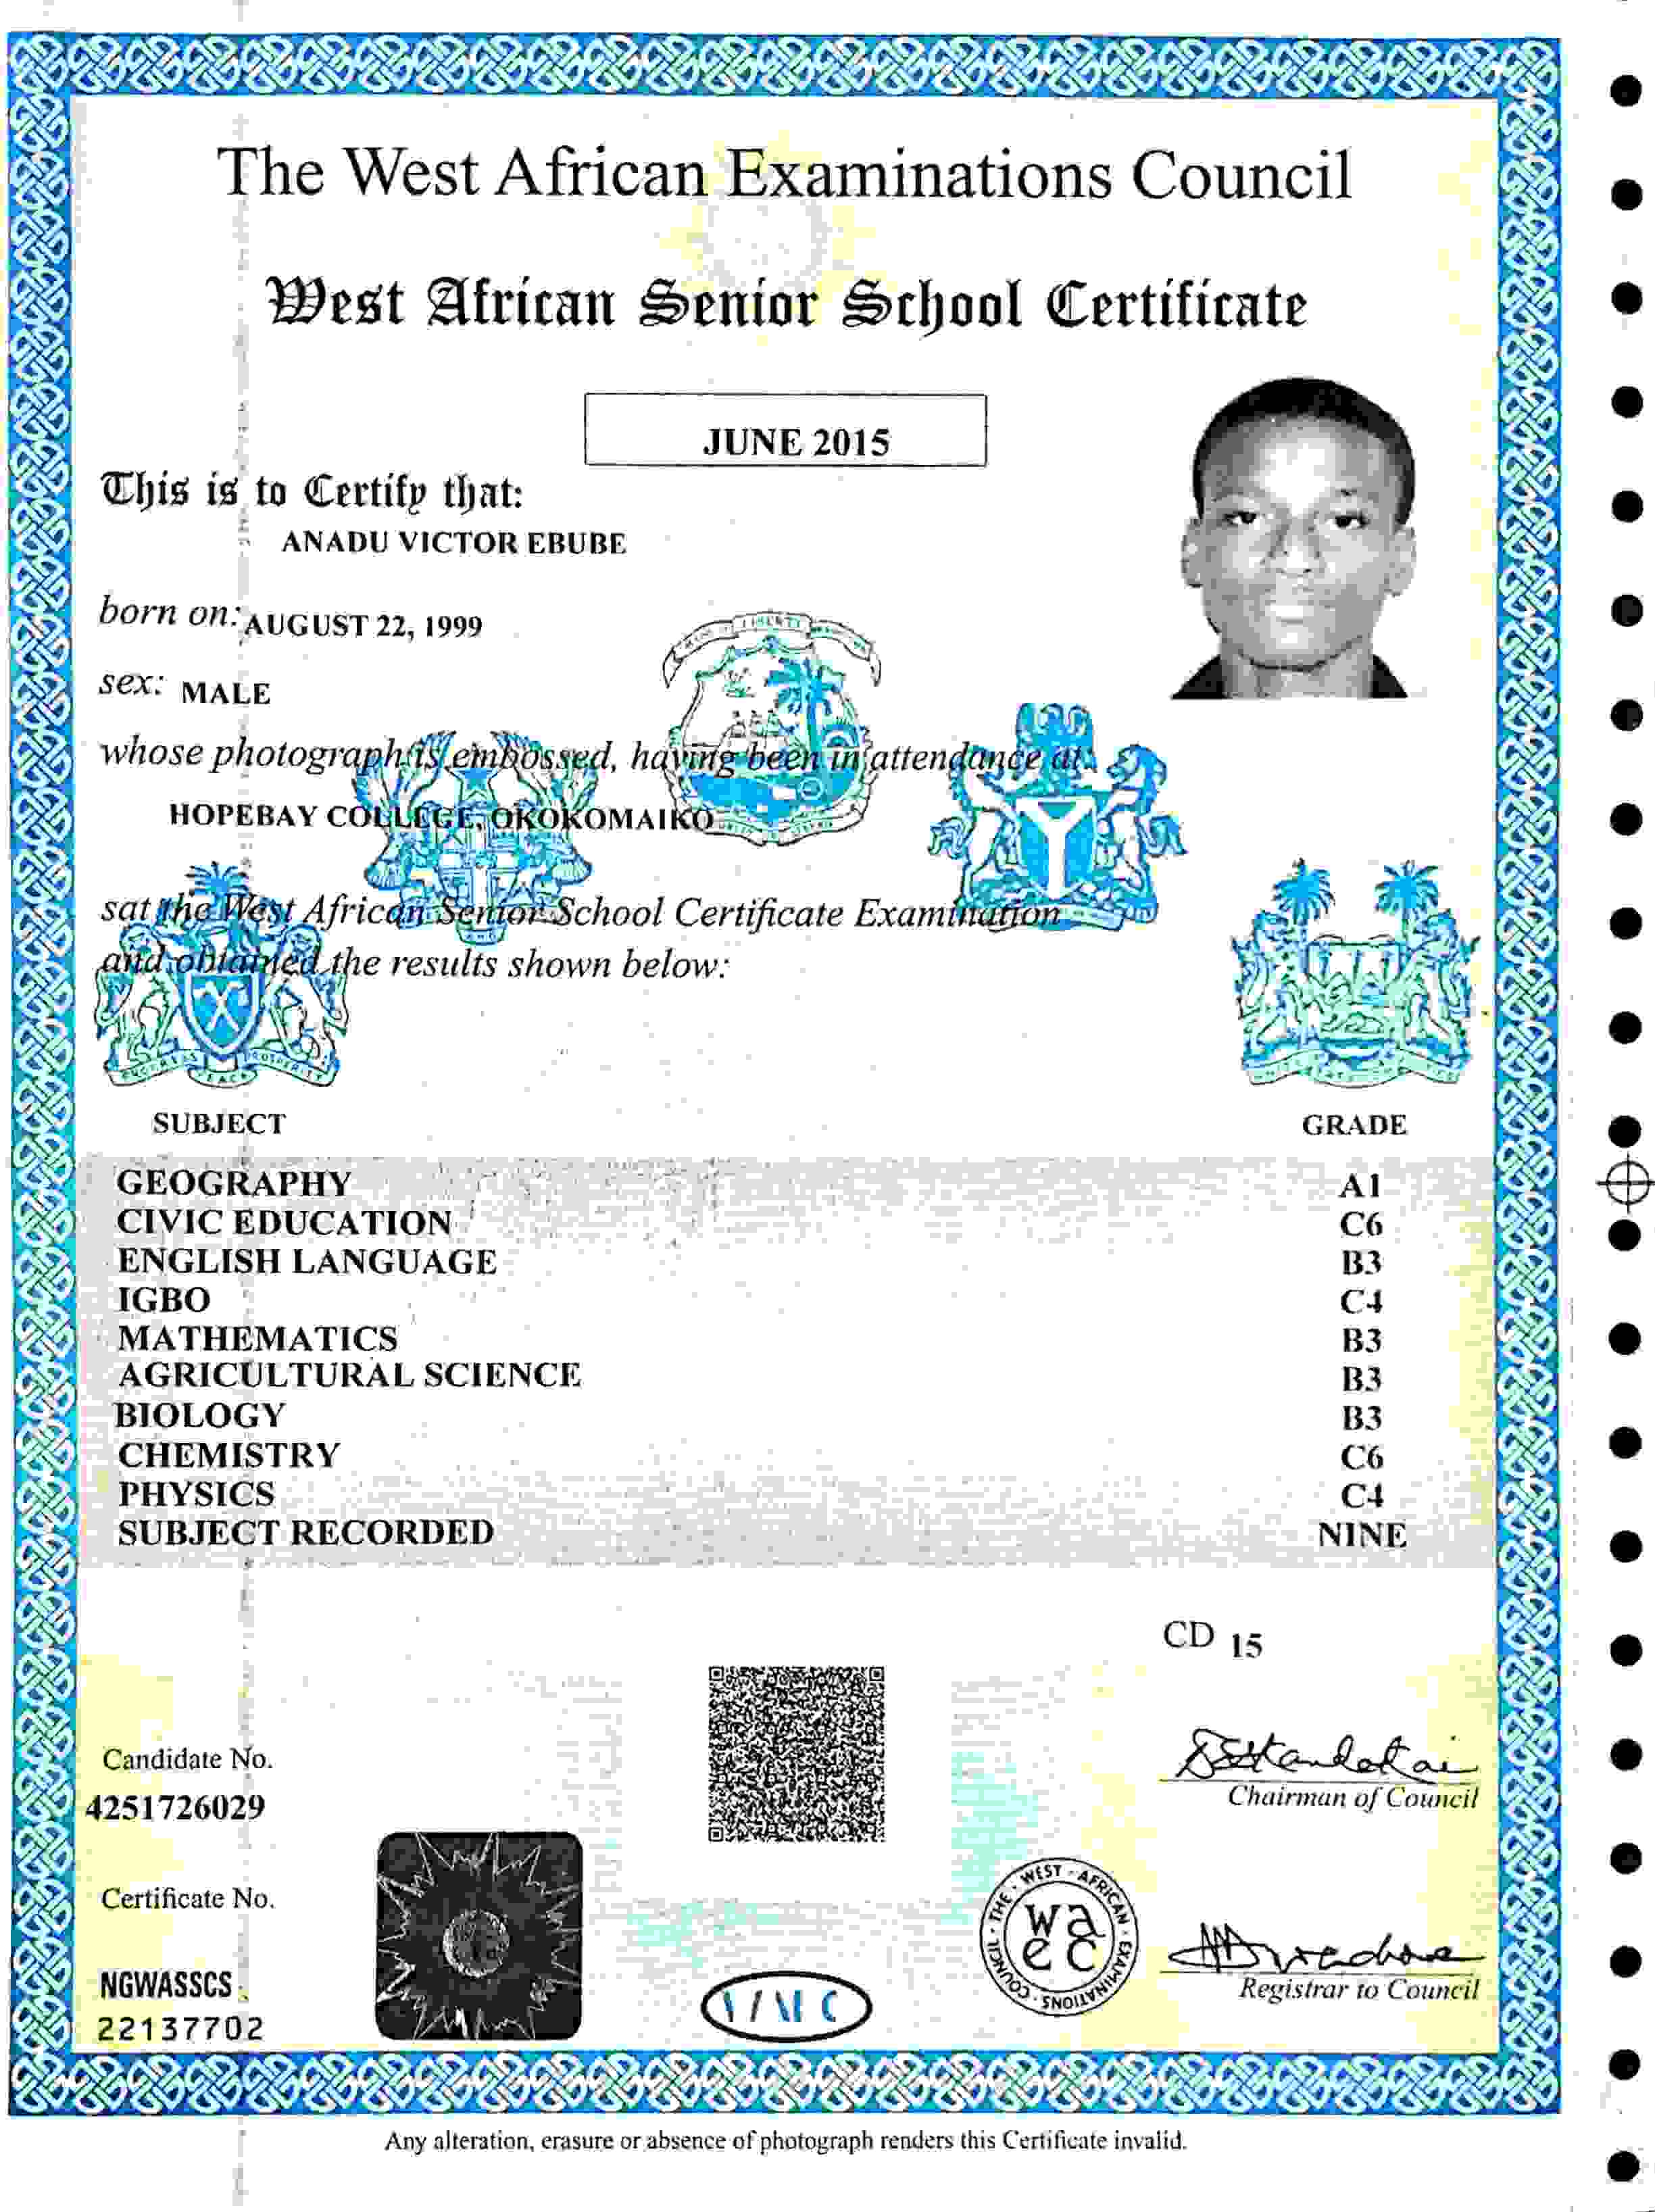 The West African Examinations Council
West African Senior School Certificate
JUNE 2015
This is to Certify that:
ANADU VICTOR EBUBE
born on: AUGUST 22, 1999
sex: MALE
whose photograph is embossed, having been in attendance at:
HOPEBAY COLLEGE, OKOKOMAIKO
sat the West African Senior School Certificate Examination
and obtained the results shown below:
SUBJECT GRADE
GEOGRAPHY A1
CIVIC EDUCATION C6
ENGLISH LANGUAGE B3
IGBO C4
MATHEMATICS B3
AGRICULTURAL SCIENCE B3
BIOLOGY B3
CHEMISTRY C6
PHYSICS C4
SUBJECT RECORDED NINE
CD 15
Candidate No.
4251726029
Chairman of Council
Certificate No.
NGWASSCS
22137702
THE · WEST · AFRICAN · EXAMINATIONS · COUNCIL ·
wa
ec
Registrar to Council
Any alteration, erasure or absence of photograph renders this Certificate invalid.